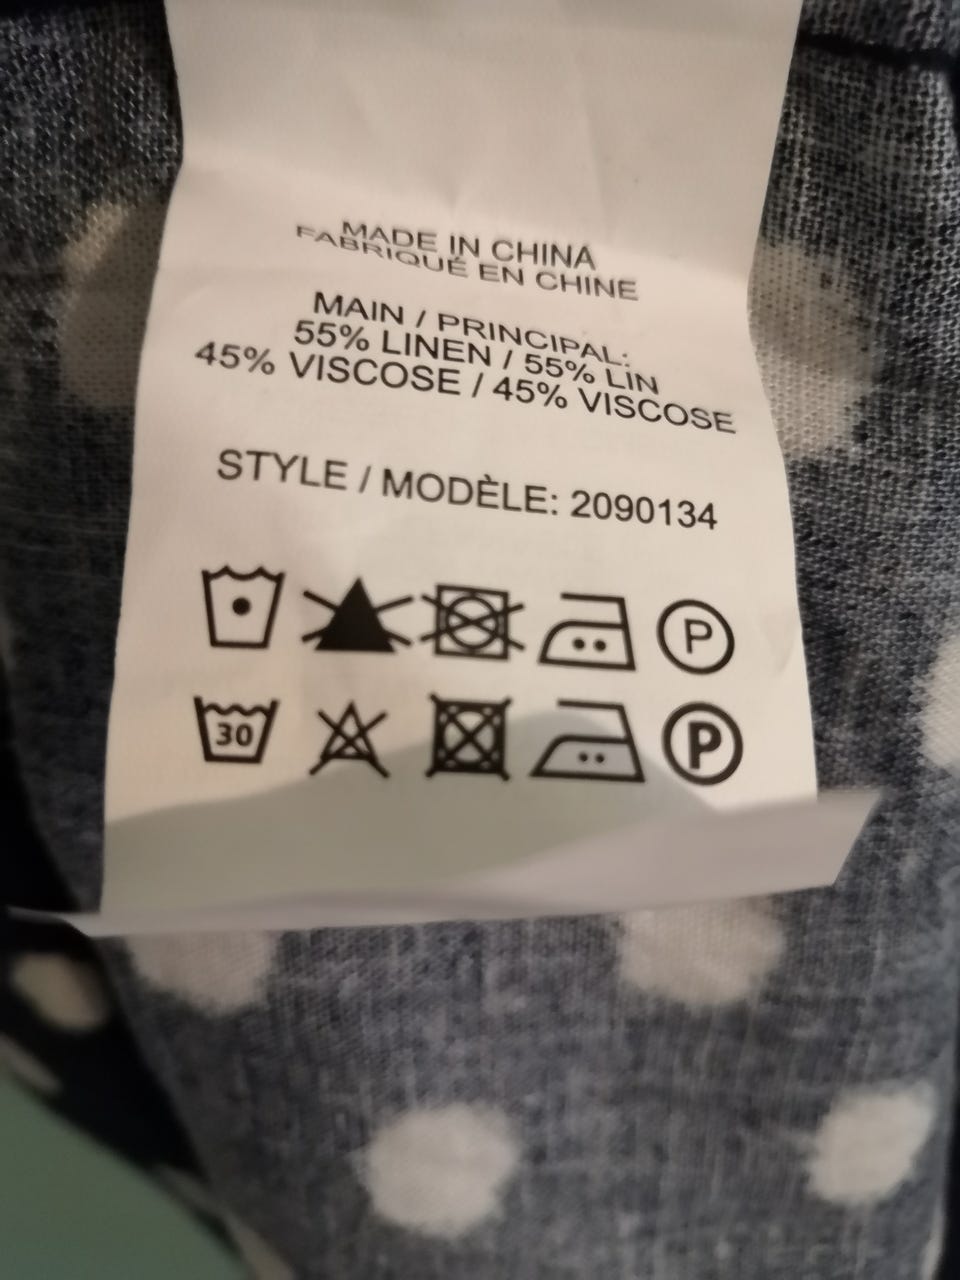 MADE IN CHINA
FABRIQUÉ EN CHINE
MAIN / PRINCIPAL:
55% LINEN / 55% LIN
45% VISCOSE / 45% VISCOSE
STYLE / MODÈLE: 2090134
P
30 P